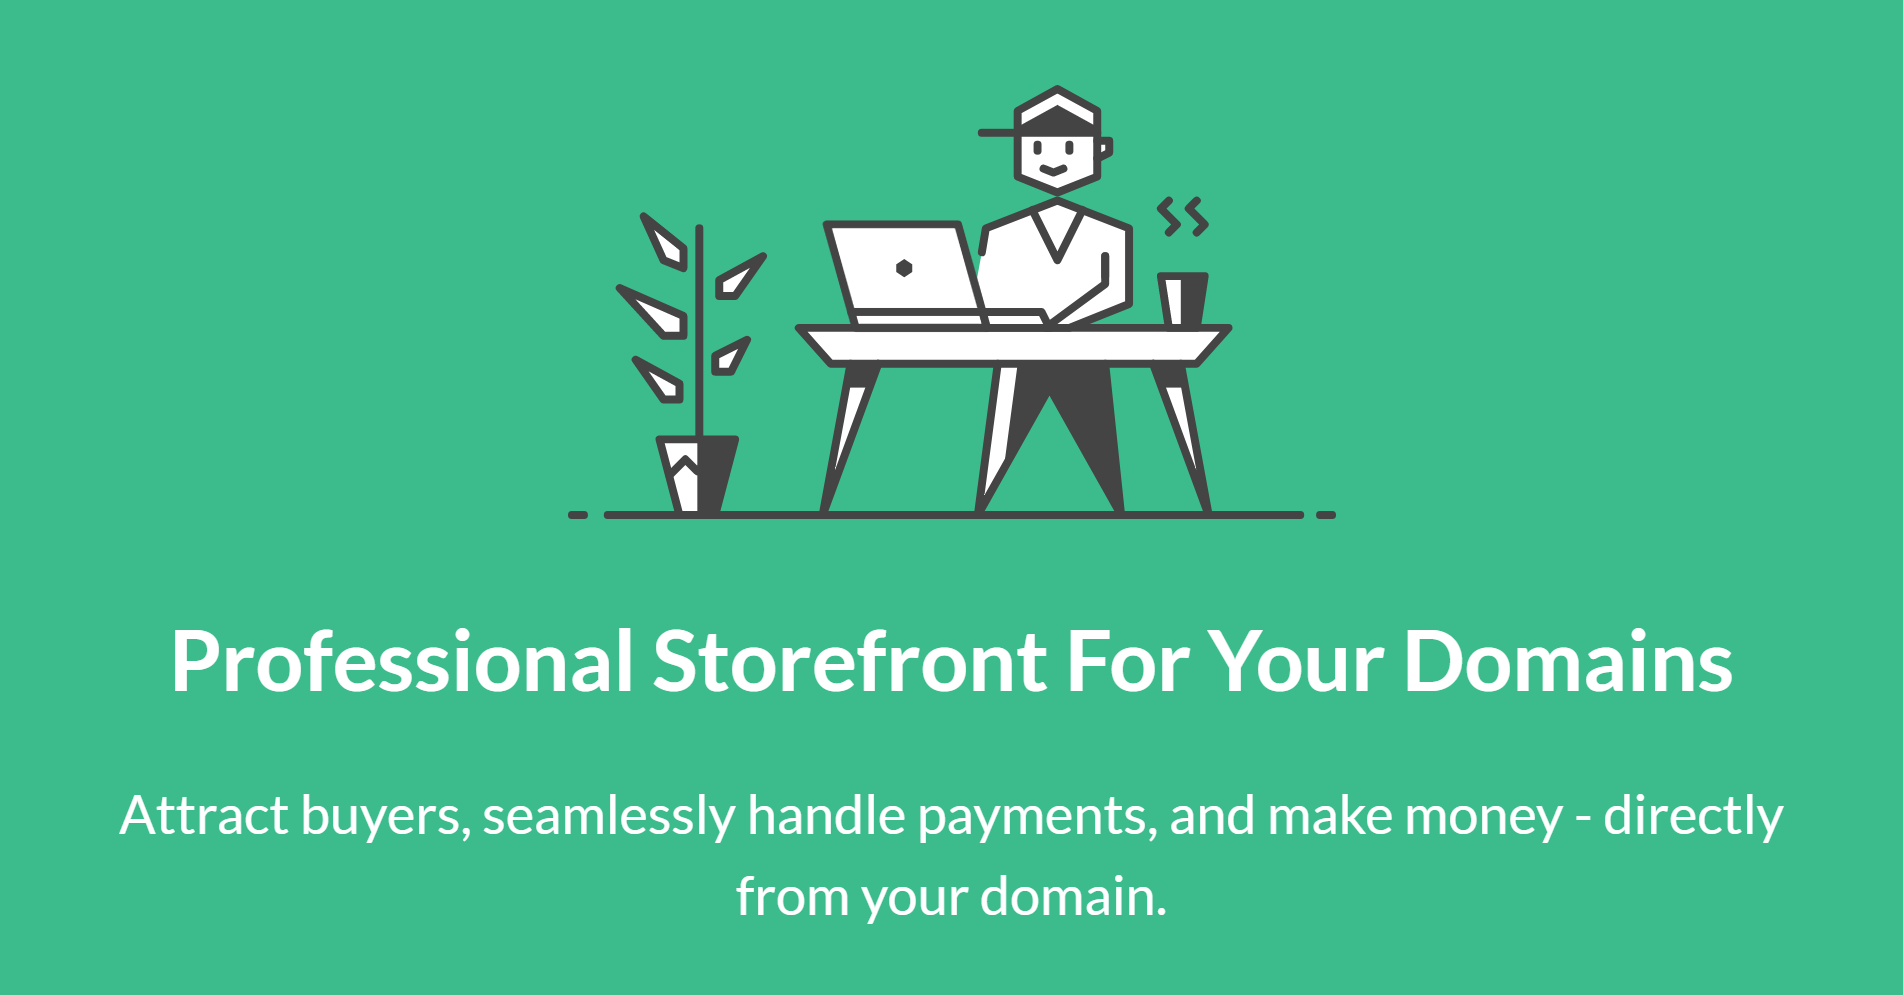 Professional Storefront For Your Domains
Attract buyers, seamlessly handle payments, and make money - directly
from your domain.